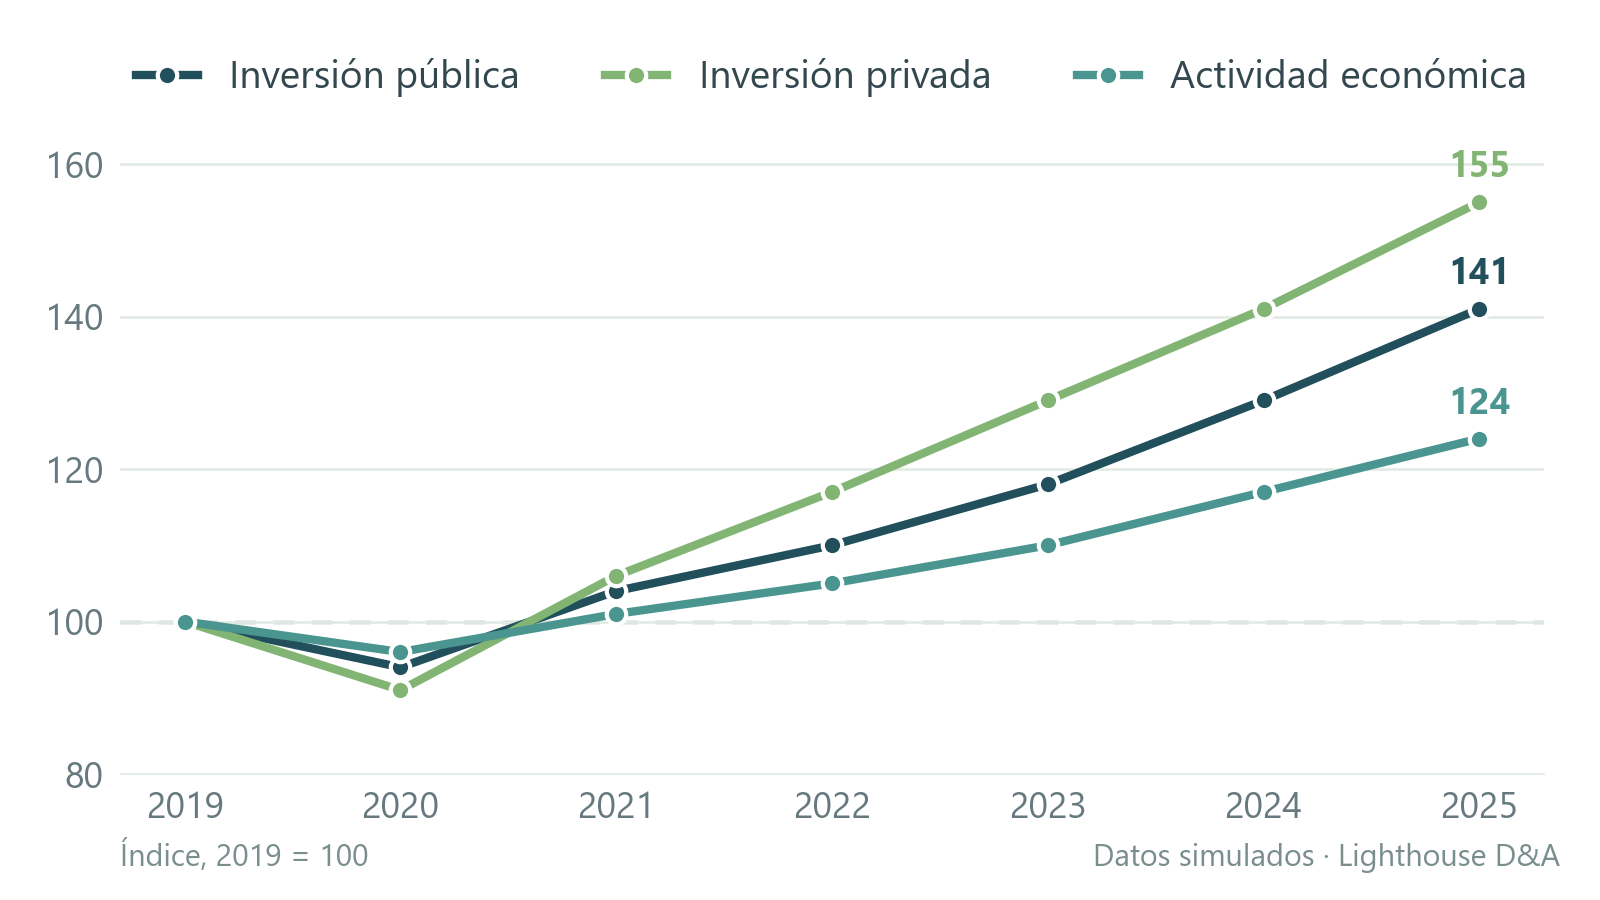 Inversión pública Inversión privada Actividad económica
160
155
141
140
124
120
100
80
2019 2020 2021 2022 2023 2024 2025
Índice, 2019 = 100
Datos simulados · Lighthouse D&A